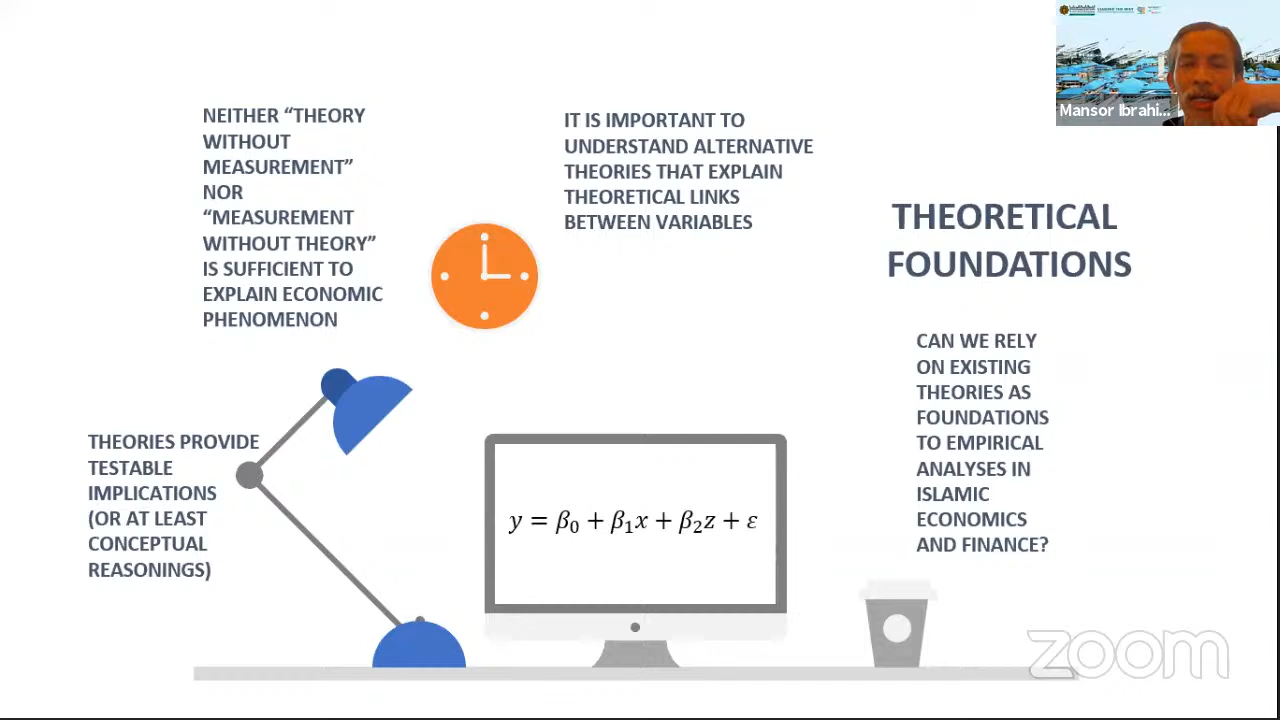 NEITHER “THEORY
WITHOUT
MEASUREMENT”
NOR
“MEASUREMENT
WITHOUT THEORY”
IS SUFFICIENT TO
EXPLAIN ECONOMIC
PHENOMENON
IT IS IMPORTANT TO
UNDERSTAND ALTERNATIVE
THEORIES THAT EXPLAIN
THEORETICAL LINKS
BETWEEN VARIABLES
Mansor Ibrahi...
THEORETICAL
FOUNDATIONS
CAN WE RELY
ON EXISTING
THEORIES AS
FOUNDATIONS
TO EMPIRICAL
ANALYSES IN
ISLAMIC
ECONOMICS
AND FINANCE?
THEORIES PROVIDE
TESTABLE
IMPLICATIONS
(OR AT LEAST
CONCEPTUAL
REASONINGS)
y = β₀ + β₁x + β₂z + ε
zoom